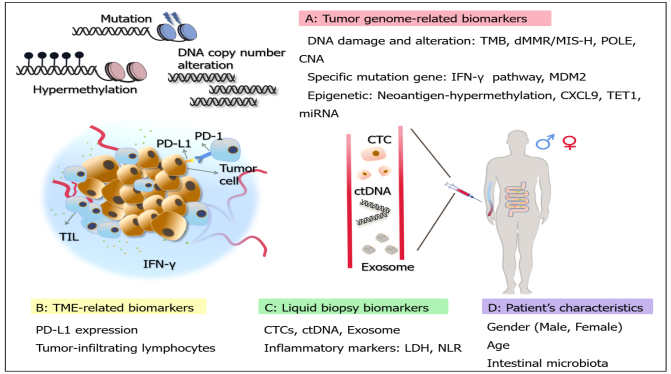 Mutation
DNA copy number
alteration
Hypermethylation
A: Tumor genome-related biomarkers
DNA damage and alteration: TMB, dMMR/MIS-H, POLE,
CNA
Specific mutation gene: IFN-γ pathway, MDM2
Epigenetic: Neoantigen-hypermethylation, CXCL9, TET1,
miRNA
PD-1
PD-L1
Tumor
cell
TIL
IFN-γ
CTC
ctDNA
Exosome
B: TME-related biomarkers
PD-L1 expression
Tumor-infiltrating lymphocytes
C: Liquid biopsy biomarkers
CTCs, ctDNA, Exosome
Inflammatory markers: LDH, NLR
D: Patient's characteristics
Gender (Male, Female)
Age
Intestinal microbiota